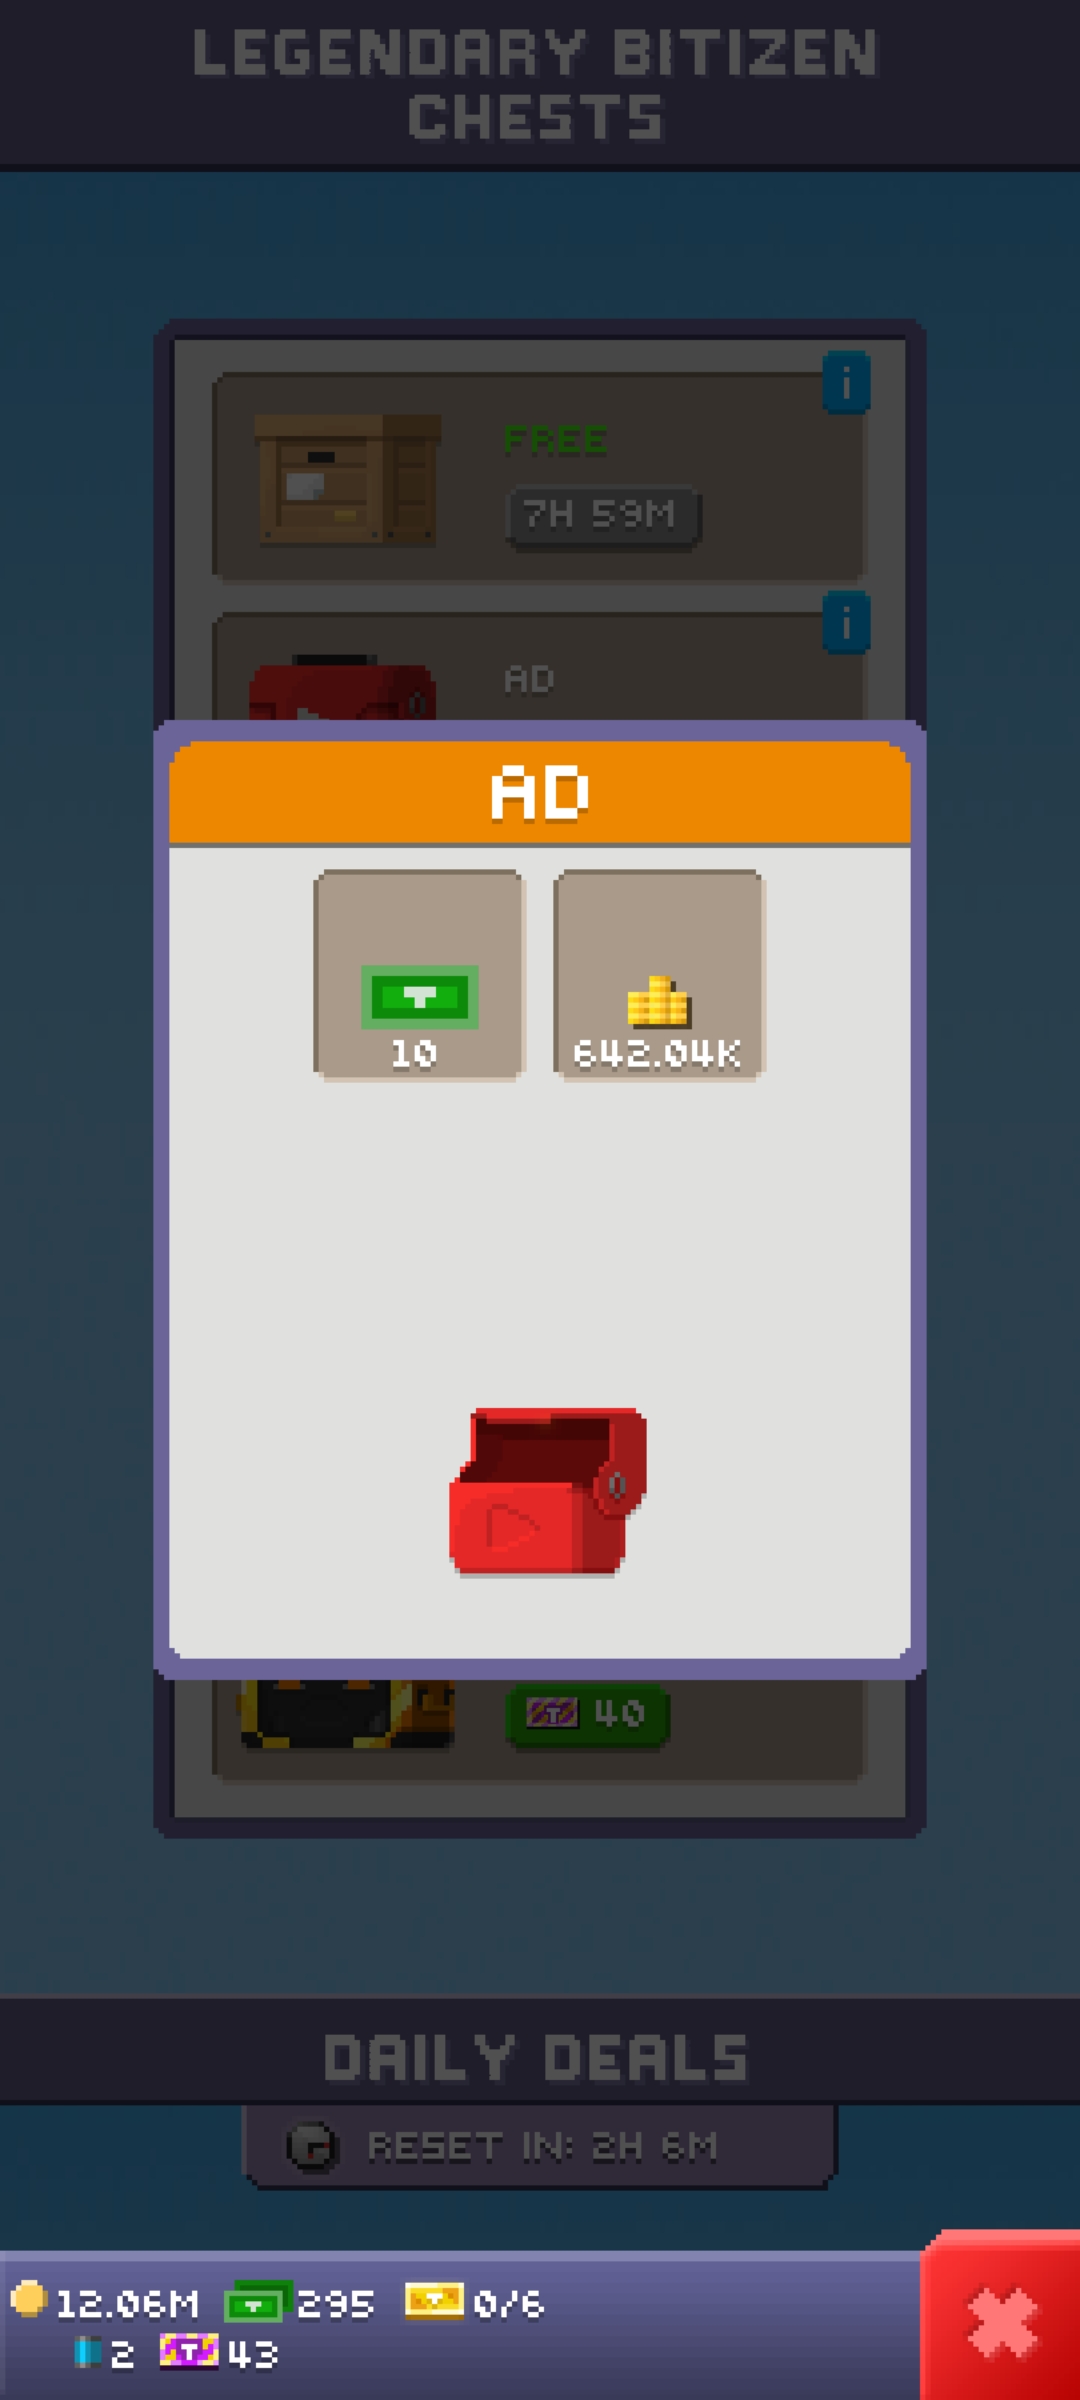 LEGENDARY BITIZEN
CHESTS
i
FREE
7H 59M
i
AD
AD
10
642.04K
T 40
DAILY DEALS
RESET IN: 2H 6M
12.06M 295 0/6
2 T 43